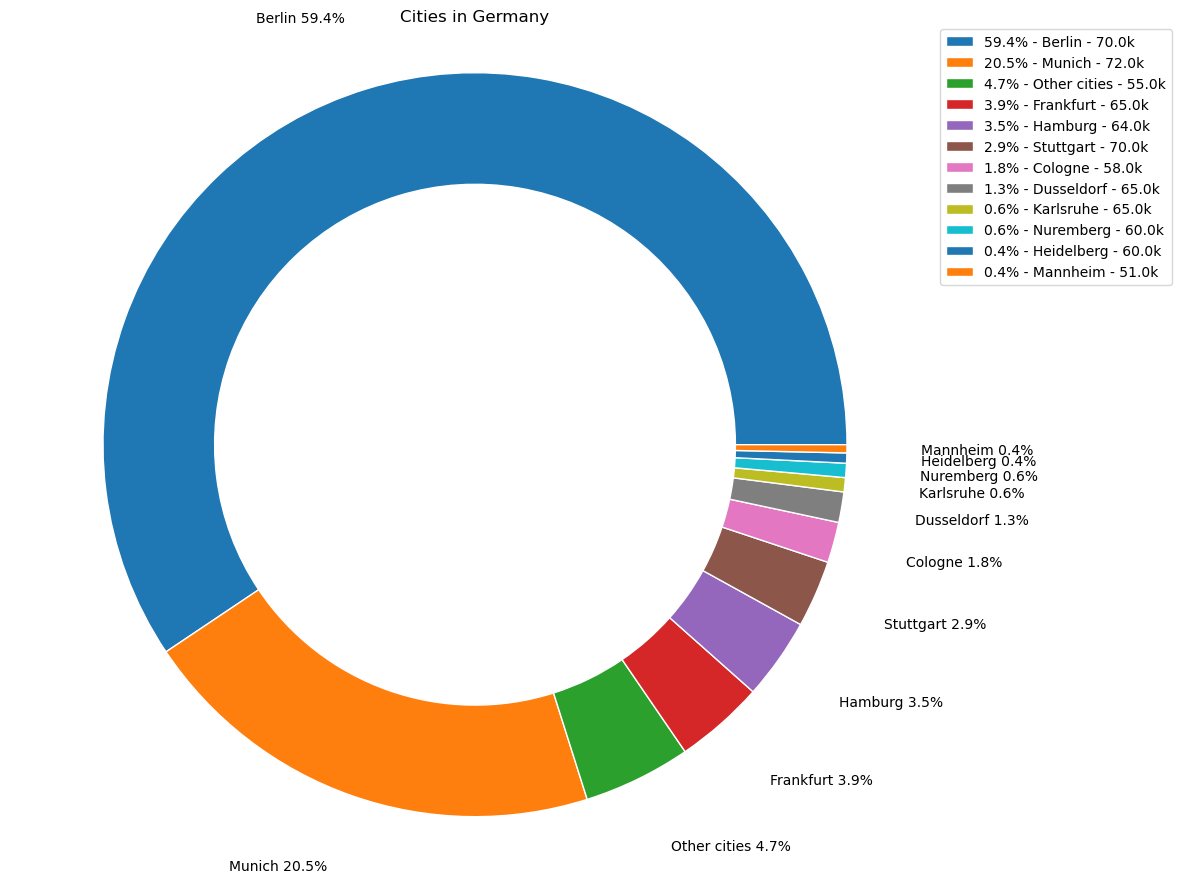 Cities in Germany
Berlin 59.4%
59.4% - Berlin - 70.0k
20.5% - Munich - 72.0k
4.7% - Other cities - 55.0k
3.9% - Frankfurt - 65.0k
3.5% - Hamburg - 64.0k
2.9% - Stuttgart - 70.0k
1.8% - Cologne - 58.0k
1.3% - Dusseldorf - 65.0k
0.6% - Karlsruhe - 65.0k
0.6% - Nuremberg - 60.0k
0.4% - Heidelberg - 60.0k
0.4% - Mannheim - 51.0k
Mannheim 0.4%
Heidelberg 0.4%
Nuremberg 0.6%
Karlsruhe 0.6%
Dusseldorf 1.3%
Cologne 1.8%
Stuttgart 2.9%
Hamburg 3.5%
Frankfurt 3.9%
Other cities 4.7%
Munich 20.5%